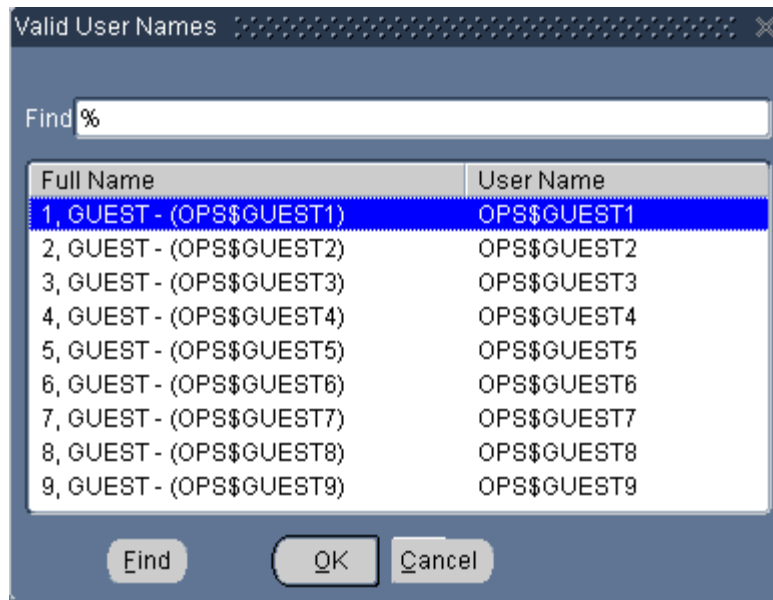 Valid User Names
Find %
Full Name User Name
1, GUEST - (OPS$GUEST1) OPS$GUEST1
2, GUEST - (OPS$GUEST2) OPS$GUEST2
3, GUEST - (OPS$GUEST3) OPS$GUEST3
4, GUEST - (OPS$GUEST4) OPS$GUEST4
5, GUEST - (OPS$GUEST5) OPS$GUEST5
6, GUEST - (OPS$GUEST6) OPS$GUEST6
7, GUEST - (OPS$GUEST7) OPS$GUEST7
8, GUEST - (OPS$GUEST8) OPS$GUEST8
9, GUEST - (OPS$GUEST9) OPS$GUEST9
Find OK Cancel